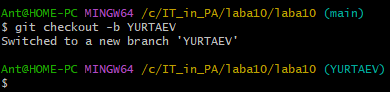 Ant@HOME-PC MINGW64 /c/IT_in_PA/laba10/laba10 (main)
$ git checkout -b YURTAEV
Switched to a new branch 'YURTAEV'
Ant@HOME-PC MINGW64 /c/IT_in_PA/laba10/laba10 (YURTAEV)
$